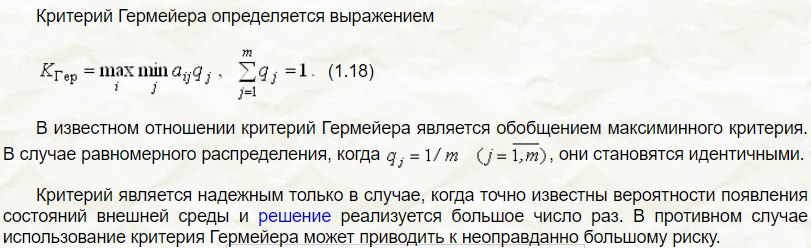 Критерий Гермейера определяется выражением
K_Гер = max_i min_j a_ij q_j , ∑_{j=1}^{m} q_j = 1 . (1.18)
В известном отношении критерий Гермейера является обобщением максиминного критерия.
В случае равномерного распределения, когда q_j = 1/ m (j = \overline{1,m}), они становятся идентичными.
Критерий является надежным только в случае, когда точно известны вероятности появления
состояний внешней среды и решение реализуется большое число раз. В противном случае
использование критерия Гермейера может приводить к неоправданно большому риску.